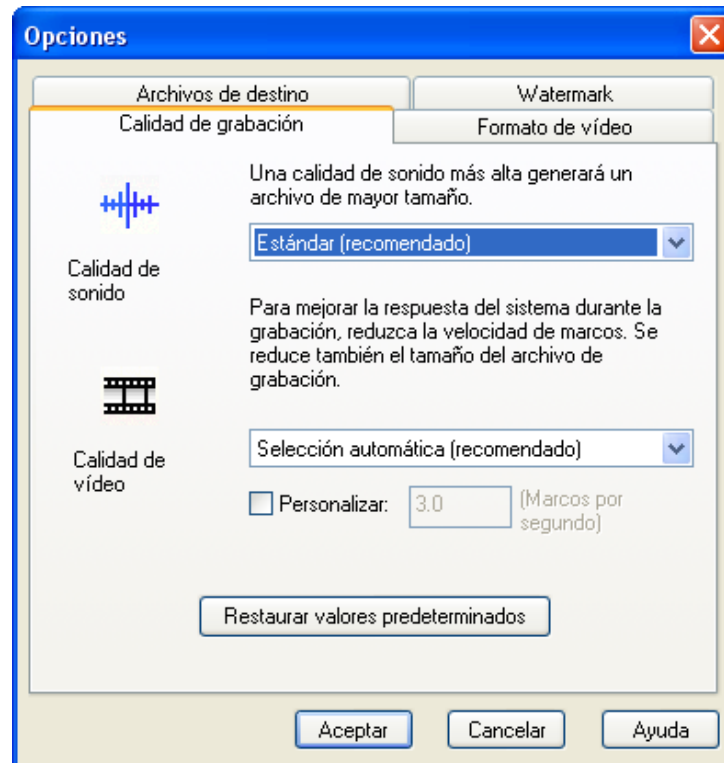 Opciones
Archivos de destino
Watermark
Calidad de grabación
Formato de vídeo
Una calidad de sonido más alta generará un
archivo de mayor tamaño.
Estándar (recomendado)
Calidad de
sonido
Para mejorar la respuesta del sistema durante la
grabación, reduzca la velocidad de marcos. Se
reduce también el tamaño del archivo de
grabación.
Selección automática (recomendado)
Calidad de
vídeo
Personalizar:
3.0
(Marcos por
segundo)
Restaurar valores predeterminados
Aceptar
Cancelar
Ayuda